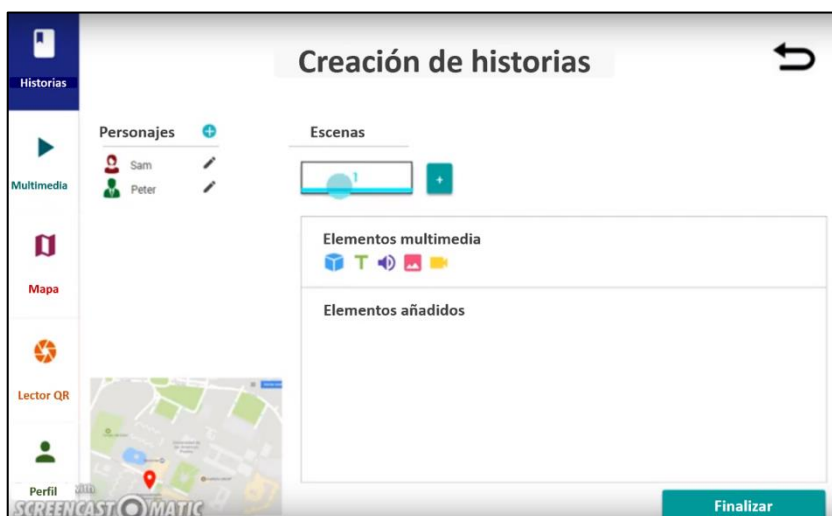 Creación de historias
Historias
Personajes
Escenas
Sam
Peter
1
+
Multimedia
Elementos multimedia
T
Mapa
Elementos añadidos
Lector QR
Perfil
with
SCREENCAST MATIC
Finalizar